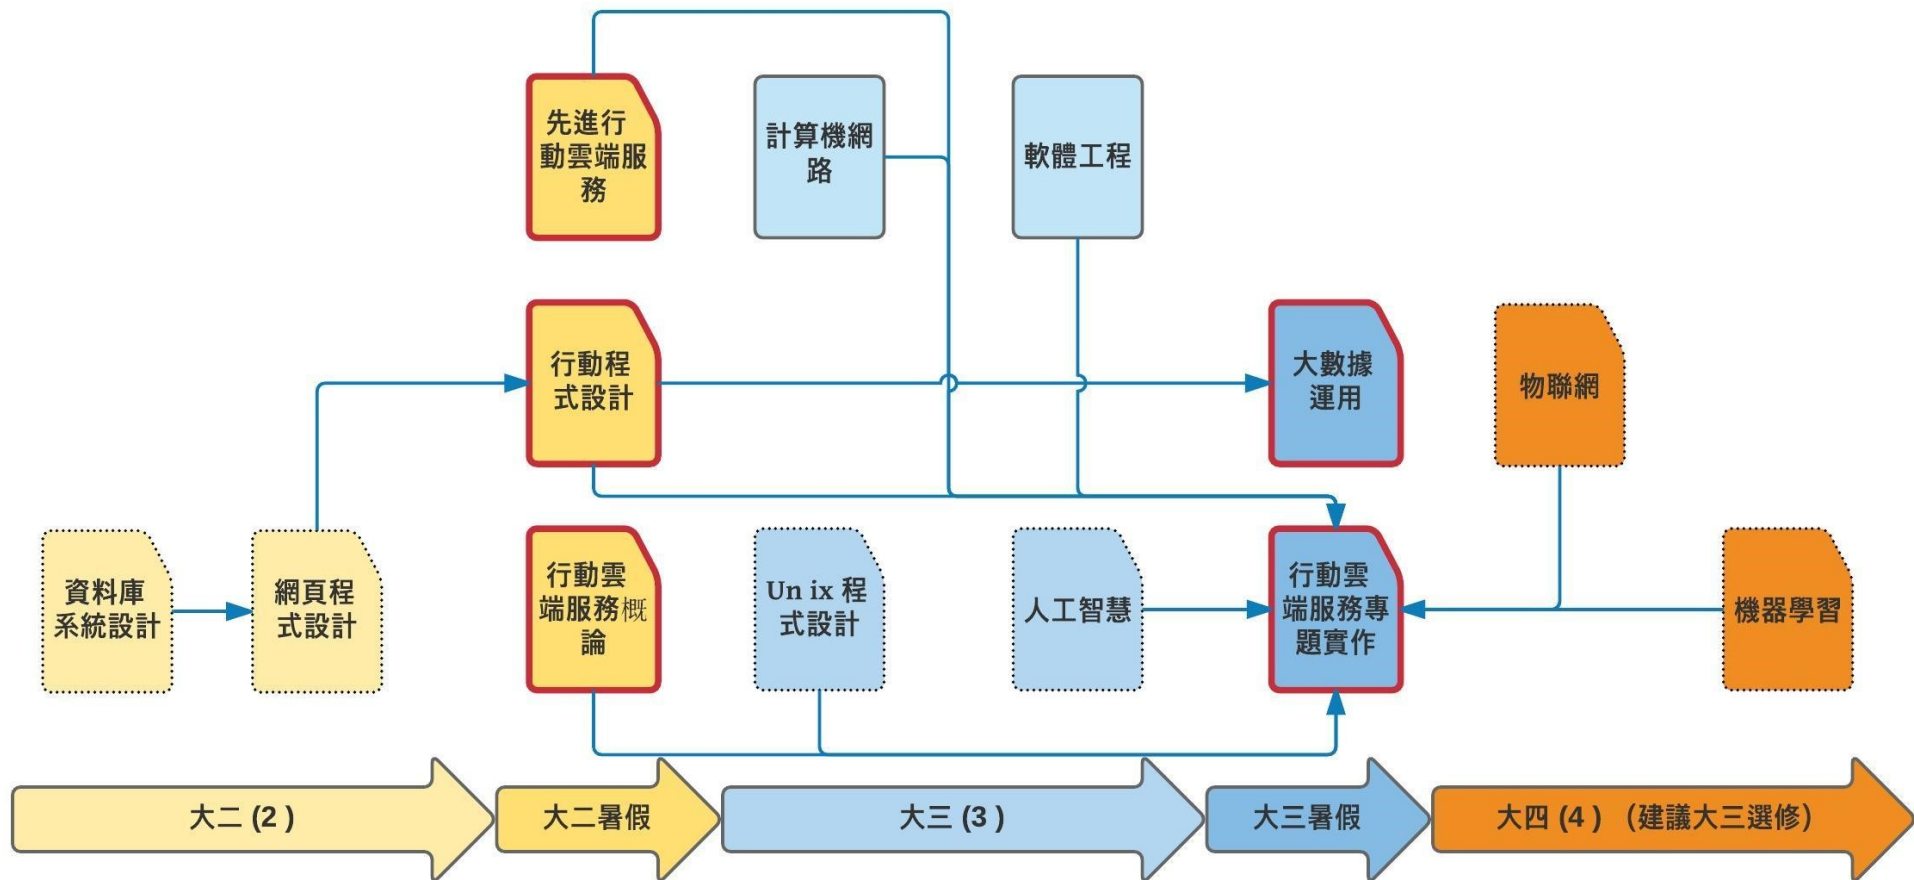 先進行
動雲端服
務
計算機網
路
軟體工程
行動程
式設計
大數據
運用
物聯網
資料庫
系統設計
網頁程
式設計
行動雲
端服務概
論
Un ix 程
式設計
人工智慧
行動雲
端服務專
題實作
機器學習
大二 (2 )
大二暑假
大三 (3 )
大三暑假
大四 (4 ) （建議大三選修）